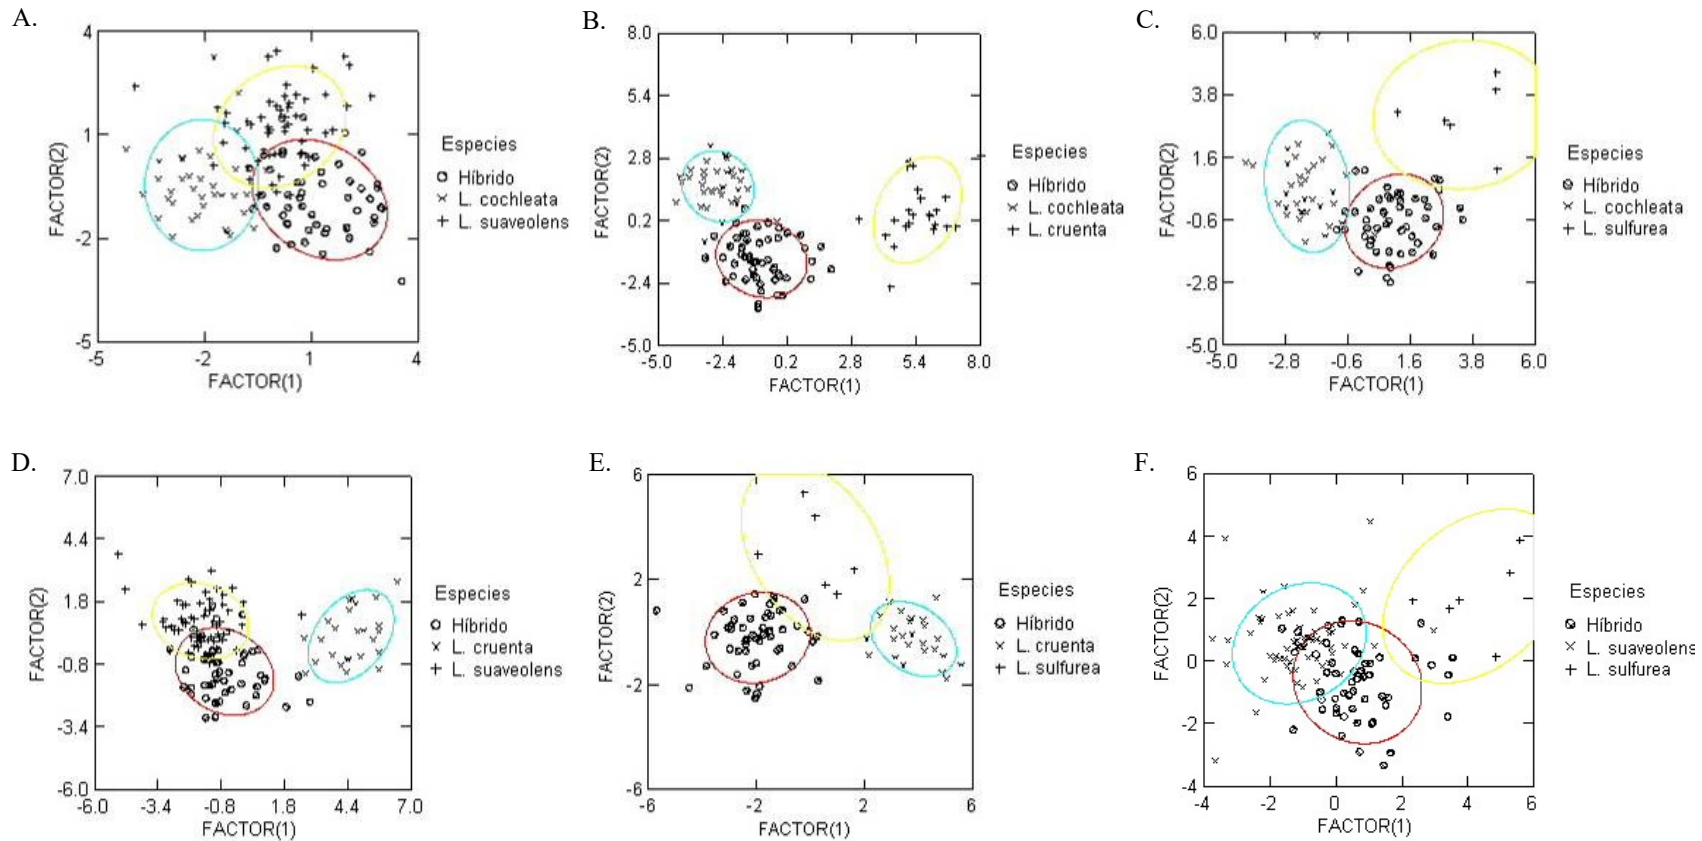 A.
4
1
-2
-5
-5
-2
1
4
FACTOR(2)
FACTOR(1)
Especies
Híbrido
L. cochleata
L. suaveolens
B.
8.0
5.4
2.8
0.2
-2.4
-5.0
-5.0
-2.4
0.2
2.8
5.4
8.0
FACTOR(2)
FACTOR(1)
Especies
Híbrido
L. cochleata
L. cruenta
C.
6.0
3.8
1.6
-0.6
-2.8
-5.0
-5.0
-2.8
-0.6
1.6
3.8
6.0
FACTOR(2)
FACTOR(1)
Especies
Híbrido
L. cochleata
L. sulfurea
D.
7.0
4.4
1.8
-0.8
-3.4
-6.0
-6.0
-3.4
-0.8
1.8
4.4
7.0
FACTOR(2)
FACTOR(1)
Especies
Híbrido
L. cruenta
L. suaveolens
E.
6
2
-2
-6
-6
-2
2
6
FACTOR(2)
FACTOR(1)
Especies
Híbrido
L. cruenta
L. sulfurea
F.
6
4
2
0
-2
-4
-4
-2
0
2
4
6
FACTOR(2)
FACTOR(1)
Especies
Híbrido
L. suaveolens
L. sulfurea